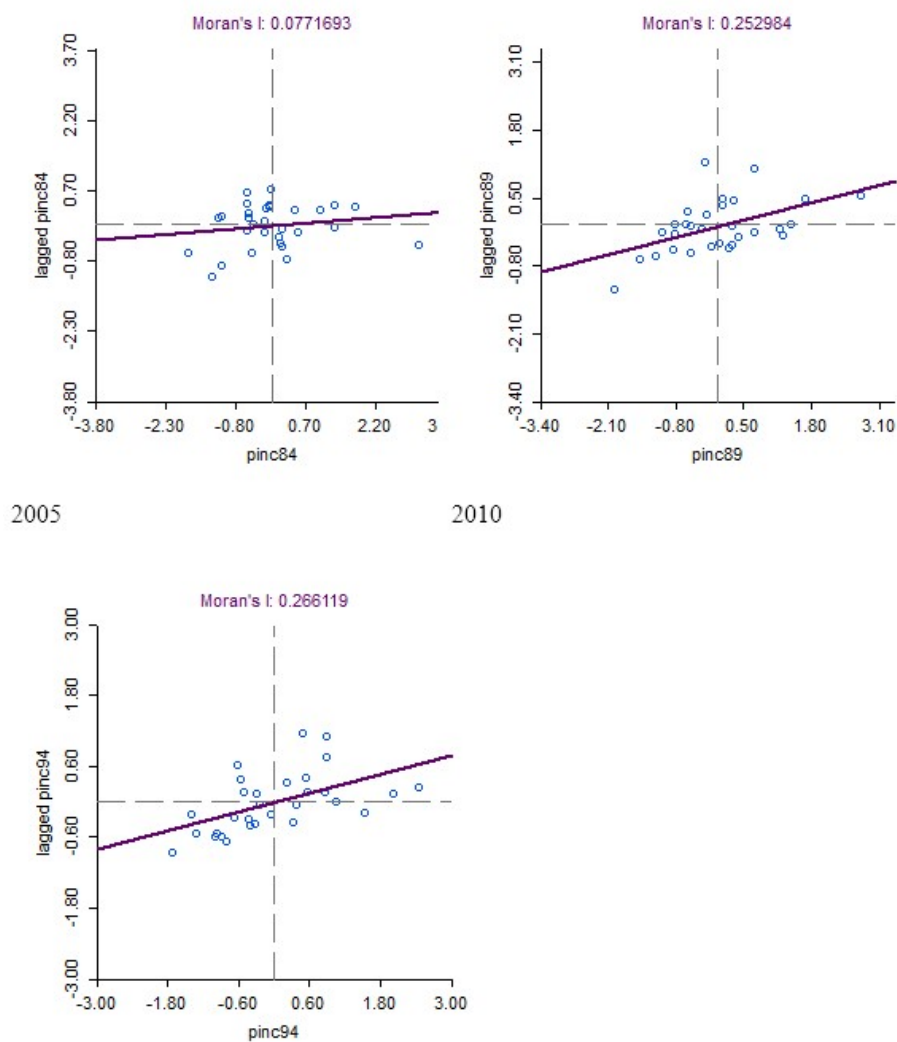 Moran's I: 0.0771693
lagged pinc84
3.70
2.20
0.70
-0.80
-2.30
-3.80
-3.80 -2.30 -0.80 0.70 2.20 3
pinc84
Moran's I: 0.252984
lagged pinc89
3.10
1.80
0.50
-0.80
-2.10
-3.40
-3.40 -2.10 -0.80 0.50 1.80 3.10
pinc89
2005
2010
Moran's I: 0.266119
lagged pinc94
3.00
1.80
0.60
-0.60
-1.80
-3.00
-3.00 -1.80 -0.60 0.60 1.80 3.00
pinc94